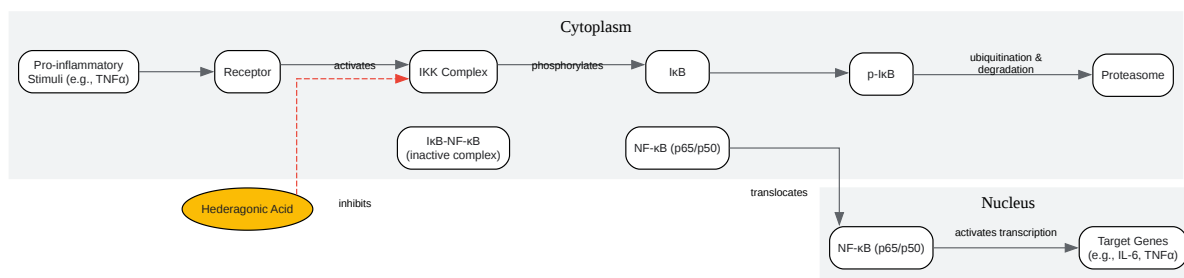 Cytoplasm
Pro-inflammatory
Stimuli (e.g., TNFα)
Receptor
activates
IKK Complex
phosphorylates
IκB
p-IκB
ubiquitination &
degradation
Proteasome
IκB-NF-κB
(inactive complex)
NF-κB (p65/p50)
Hederagonic Acid
inhibits
translocates
Nucleus
NF-κB (p65/p50)
activates transcription
Target Genes
(e.g., IL-6, TNFα)